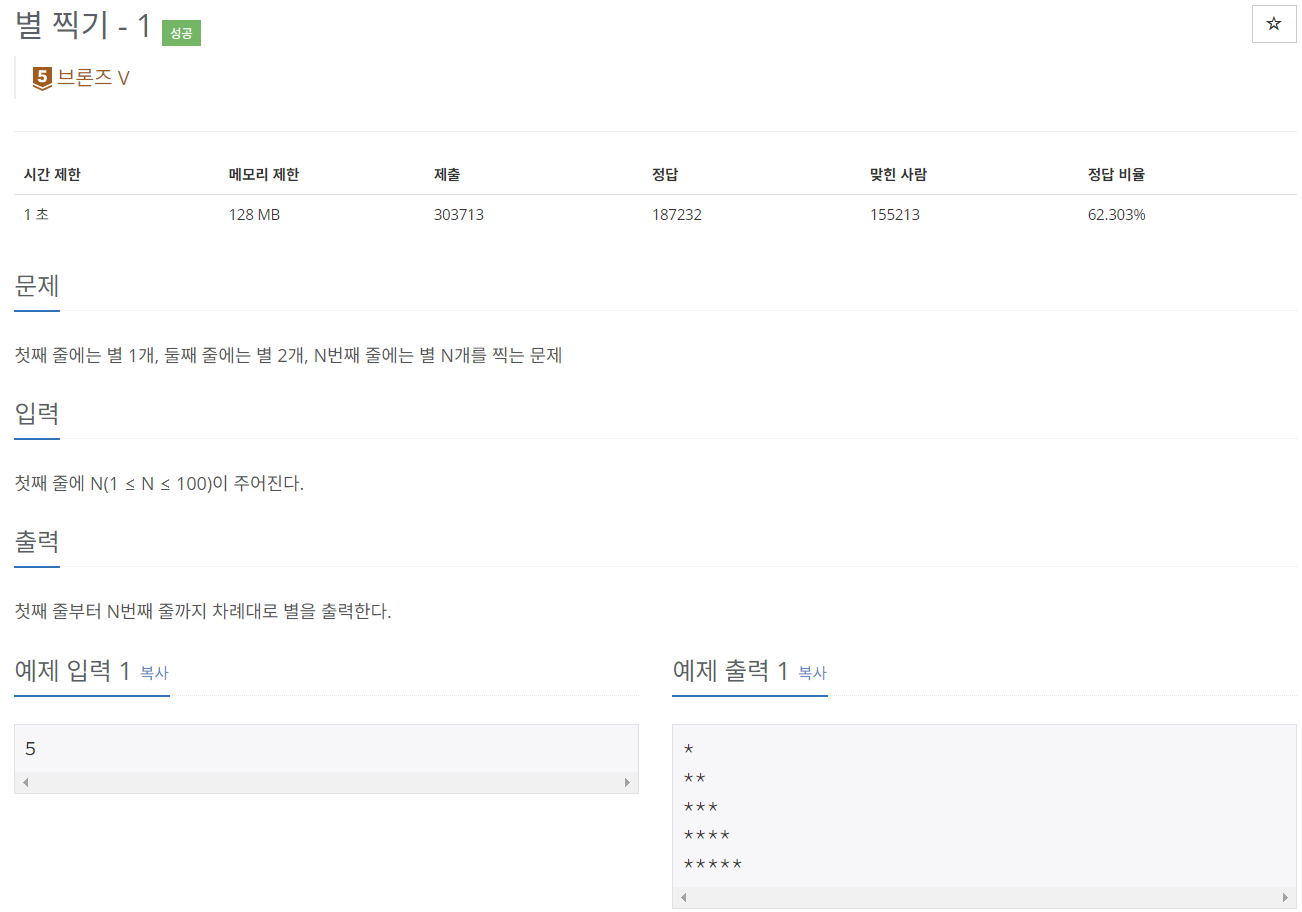 별 찍기 - 1 성공
☆
5 브론즈 V
시간 제한 메모리 제한 제출 정답 맞힌 사람 정답 비율
1 초 128 MB 303713 187232 155213 62.303%
문제
첫째 줄에는 별 1개, 둘째 줄에는 별 2개, N번째 줄에는 별 N개를 찍는 문제
입력
첫째 줄에 N(1 ≤ N ≤ 100)이 주어진다.
출력
첫째 줄부터 N번째 줄까지 차례대로 별을 출력한다.
예제 입력 1 복사
5
예제 출력 1 복사
*
**
***
****
*****